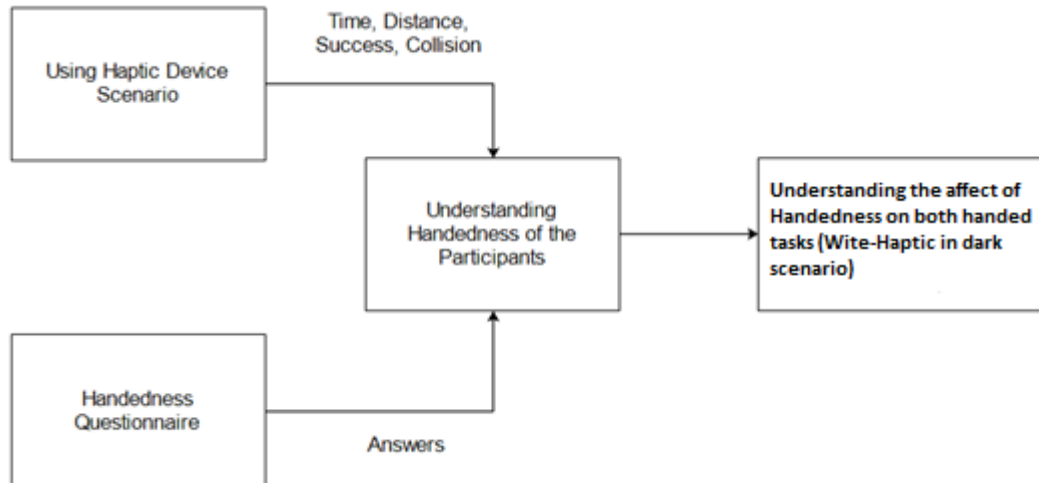 Time, Distance,
Success, Collision
Using Haptic Device
Scenario
Understanding
Handedness of the
Participants
Understanding the affect of
Handedness on both handed
tasks (Wite-Haptic in dark
scenario)
Handedness
Questionnaire
Answers